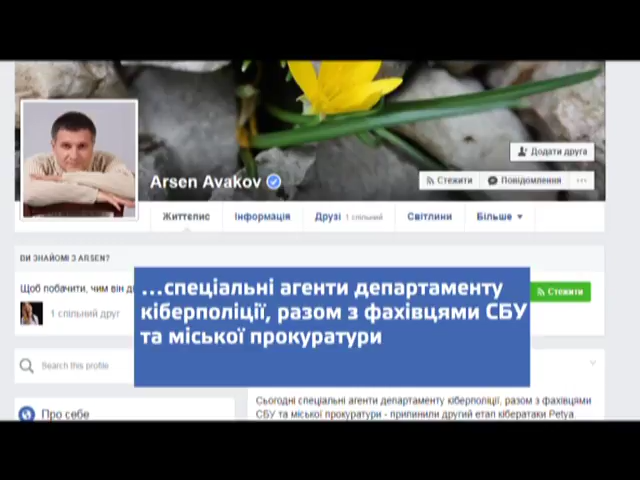 Arsen Avakov
Додати друга
Стежити
Повідомлення
Життєпис
Інформація
Друзі 1 спільний
Світлини
Більше
ВИ ЗНАЙОМІ З ARSEN?
Щоб побачити, чим він ді
1 спільний друг
Стежити
...спеціальні агенти департаменту
кіберполіції, разом з фахівцями СБУ
та міської прокуратури
Search this profile
Про себе
Сьогодні спеціальні агенти департаменту кіберполіції, разом з фахівцями
СБУ та міської прокуратури - припинили другий етап кібератаки Petya